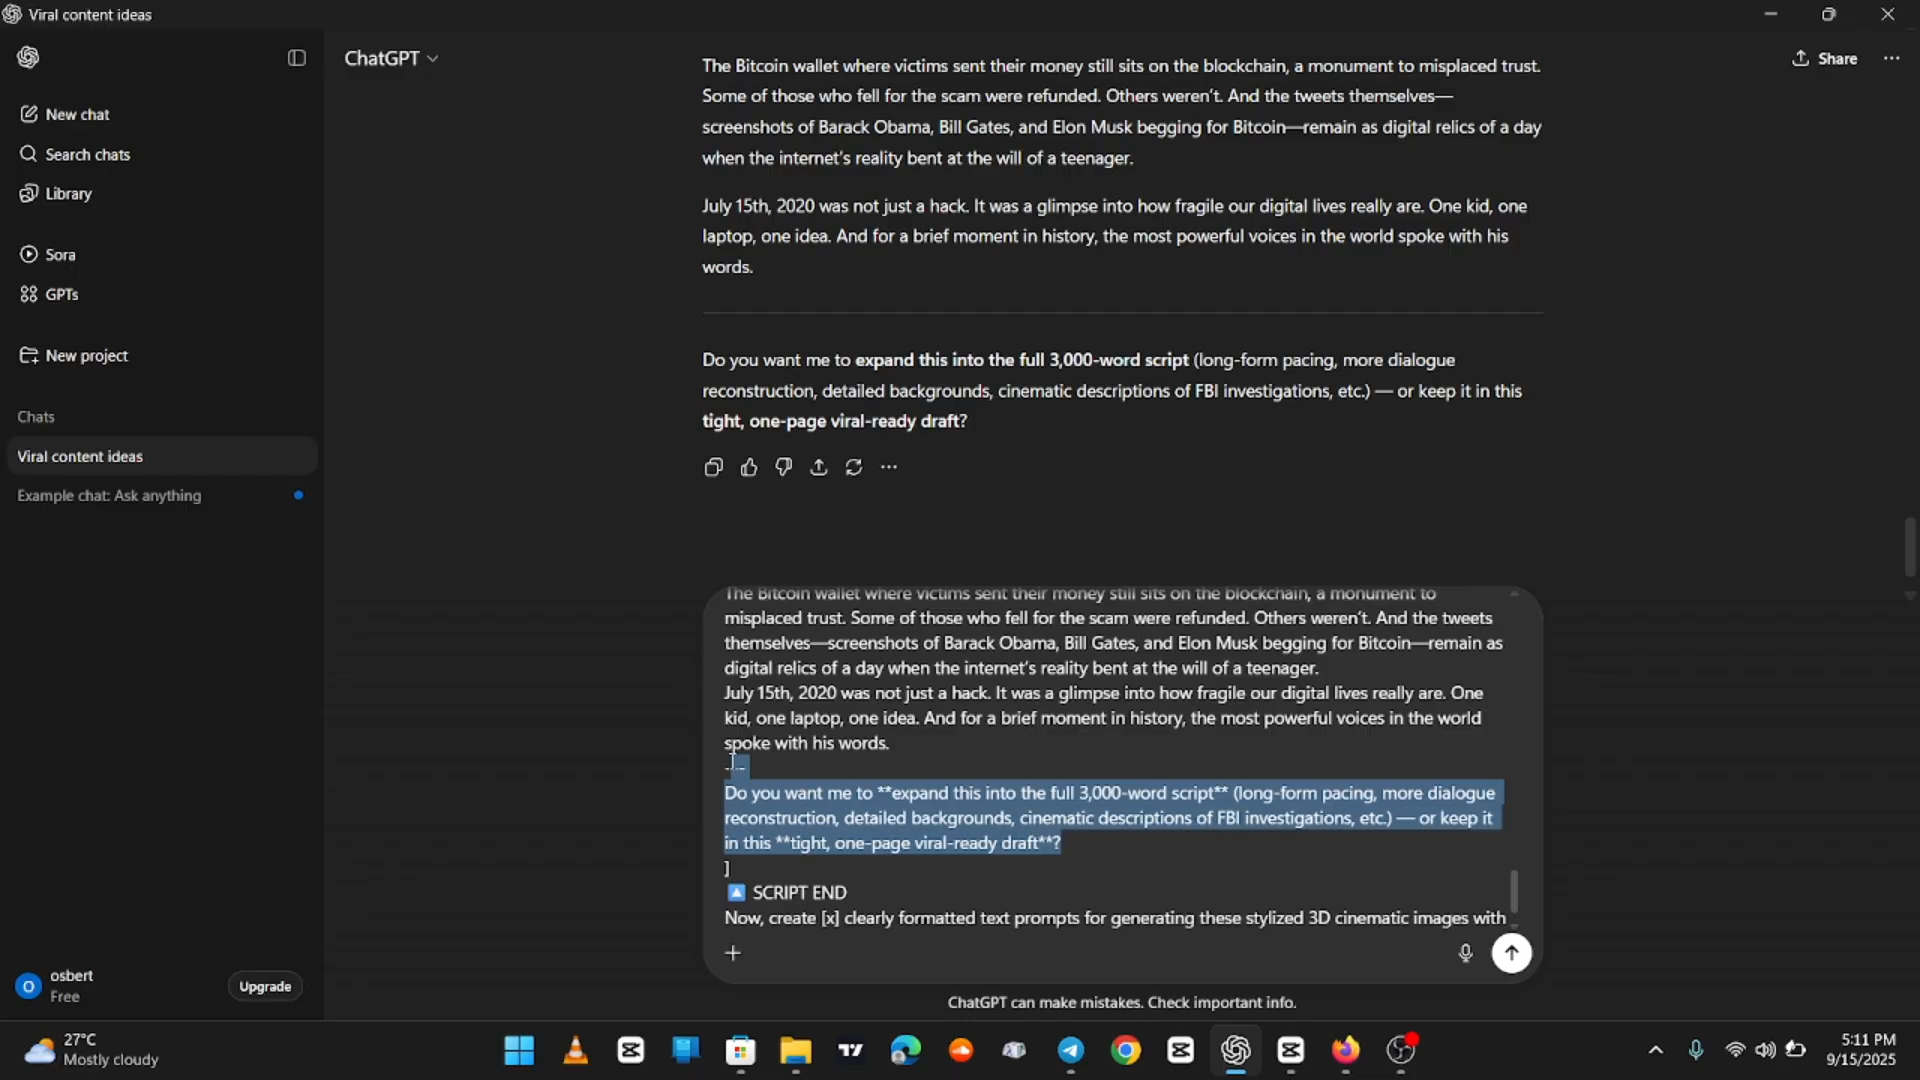 Viral content ideas
ChatGPT
Share
New chat
Search chats
Library
Sora
GPTs
New project
Chats
Viral content ideas
Example chat: Ask anything
The Bitcoin wallet where victims sent their money still sits on the blockchain, a monument to misplaced trust.
Some of those who fell for the scam were refunded. Others weren't. And the tweets themselves—
screenshots of Barack Obama, Bill Gates, and Elon Musk begging for Bitcoin—remain as digital relics of a day
when the internet's reality bent at the will of a teenager.
July 15th, 2020 was not just a hack. It was a glimpse into how fragile our digital lives really are. One kid, one
laptop, one idea. And for a brief moment in history, the most powerful voices in the world spoke with his
words.
Do you want me to expand this into the full 3,000-word script (long-form pacing, more dialogue
reconstruction, detailed backgrounds, cinematic descriptions of FBI investigations, etc.) — or keep it in this
tight, one-page viral-ready draft?
The Bitcoin wallet where victims sent their money still sits on the blockchain, a monument to
misplaced trust. Some of those who fell for the scam were refunded. Others weren't. And the tweets
themselves—screenshots of Barack Obama, Bill Gates, and Elon Musk begging for Bitcoin—remain as
digital relics of a day when the internet's reality bent at the will of a teenager.
July 15th, 2020 was not just a hack. It was a glimpse into how fragile our digital lives really are. One
kid, one laptop, one idea. And for a brief moment in history, the most powerful voices in the world
spoke with his words.
---
Do you want me to **expand this into the full 3,000-word script** (long-form pacing, more dialogue
reconstruction, detailed backgrounds, cinematic descriptions of FBI investigations, etc.) — or keep it
in this **tight, one-page viral-ready draft**?
]
🔼 SCRIPT END
Now, create [x] clearly formatted text prompts for generating these stylized 3D cinematic images with
ChatGPT can make mistakes. Check important info.
O
osbert
Free
Upgrade
27°C
Mostly cloudy
5:11 PM
9/15/2025